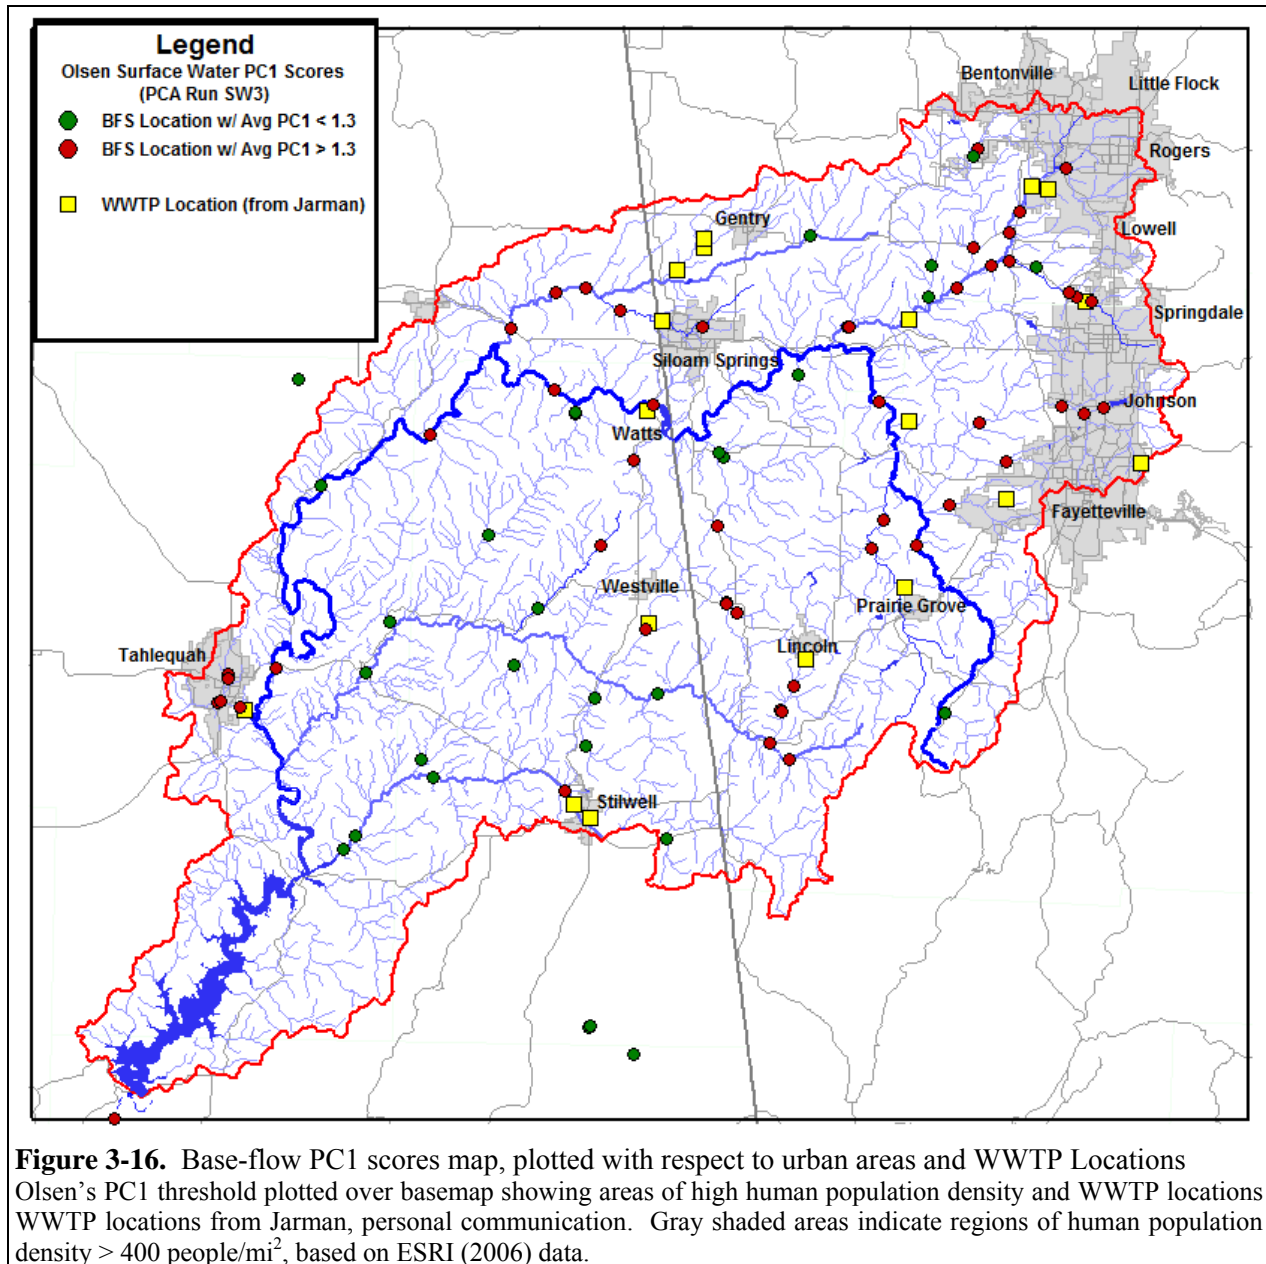 Legend
Olsen Surface Water PC1 Scores
(PCA Run SW3)
BFS Location w/ Avg PC1 < 1.3
BFS Location w/ Avg PC1 > 1.3
WWTP Location (from Jarman)
Bentonville
Little Flock
Rogers
Gentry
Lowell
Springdale
Siloam Springs
Johnson
Watts
Fayetteville
Westville
Prairie Grove
Lincoln
Tahlequah
Stilwell
Figure 3-16. Base-flow PC1 scores map, plotted with respect to urban areas and WWTP Locations
Olsen's PC1 threshold plotted over basemap showing areas of high human population density and WWTP locations
WWTP locations from Jarman, personal communication. Gray shaded areas indicate regions of human population
density > 400 people/mi², based on ESRI (2006) data.